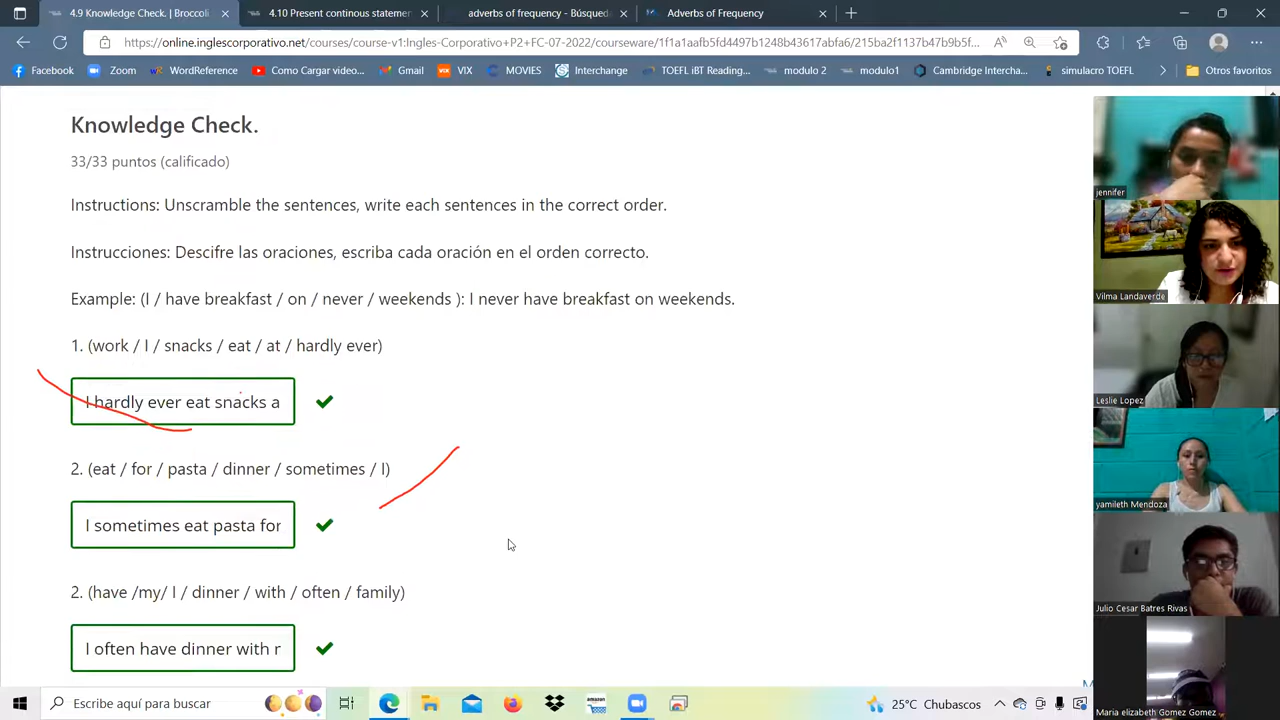 4.9 Knowledge Check. | Broccoli
4.10 Present continous statemen
adverbs of frequency - Búsqued
Adverbs of Frequency
https://online.inglescorporativo.net/courses/course-v1:Ingles-Corporativo+P2+FC-07-2022/courseware/1f1a1aafb5fd4497b1248b43617abfa6/215ba2f1137b47b9b5f...
Facebook
Zoom
WordReference
Como Cargar video...
Gmail
VIX
MOVIES
Interchange
TOEFL iBT Reading...
modulo 2
modulo1
Cambridge Intercha...
simulacro TOEFL
Otros favoritos
Knowledge Check.
33/33 puntos (calificado)
Instructions: Unscramble the sentences, write each sentences in the correct order.
Instrucciones: Descifre las oraciones, escriba cada oración en el orden correcto.
Example: (I / have breakfast / on / never / weekends ): I never have breakfast on weekends.
1. (work / I / snacks / eat / at / hardly ever)
I hardly ever eat snacks a
2. (eat / for / pasta / dinner / sometimes / I)
I sometimes eat pasta for
2. (have /my/ I / dinner / with / often / family)
I often have dinner with r
jennifer
Vilma Landaverde
Leslie Lopez
yamileth Mendoza
Julio Cesar Batres Rivas
Maria elizabeth Gomez Gomez
Escribe aquí para buscar
25°C Chubascos